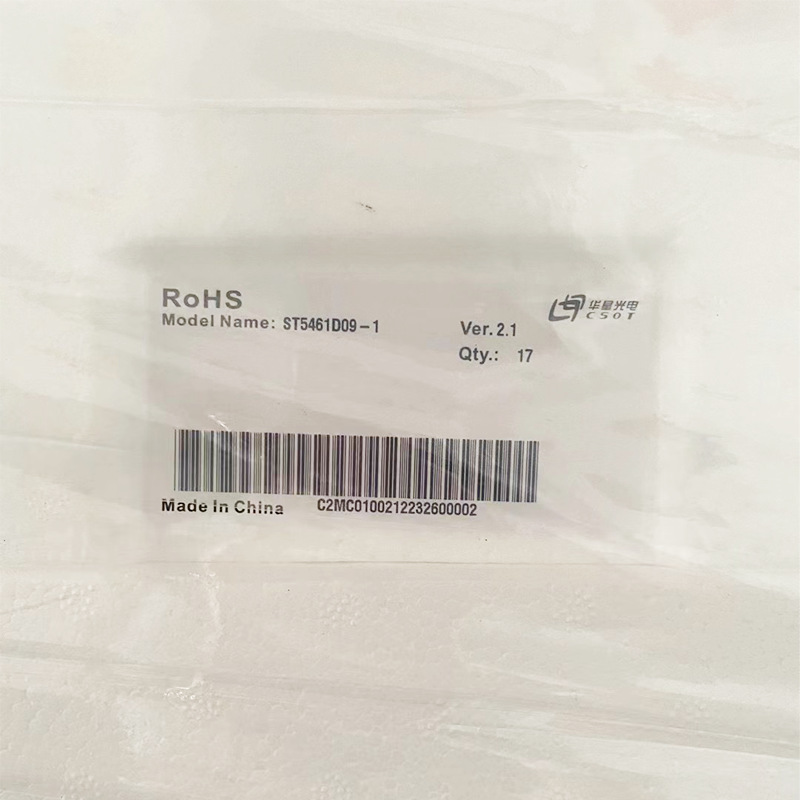 RoHS
Model Name: ST5461D09-1
Ver. 2.1
Qty.: 17
华星光电
CSOT
Made In China
C2MC0100212232600002